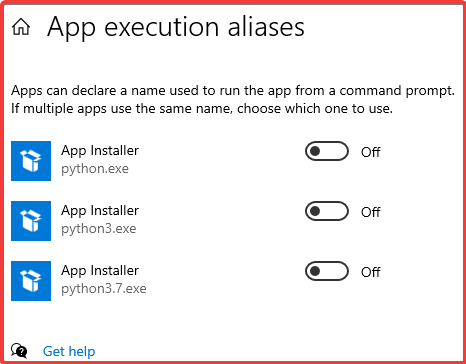 App execution aliases
Apps can declare a name used to run the app from a command prompt.
If multiple apps use the same name, choose which one to use.
App Installer
python.exe
Off
App Installer
python3.exe
Off
App Installer
python3.7.exe
Off
Get help